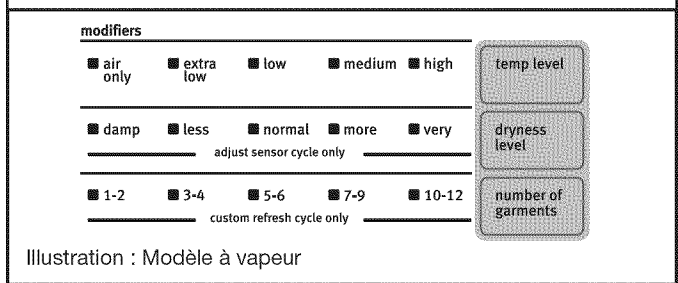 modifiers
air only extra low low medium high temp level
damp less normal more very dryness level
adjust sensor cycle only
1-2 3-4 5-6 7-9 10-12 number of garments
custom refresh cycle only
Illustration : Modèle à vapeur